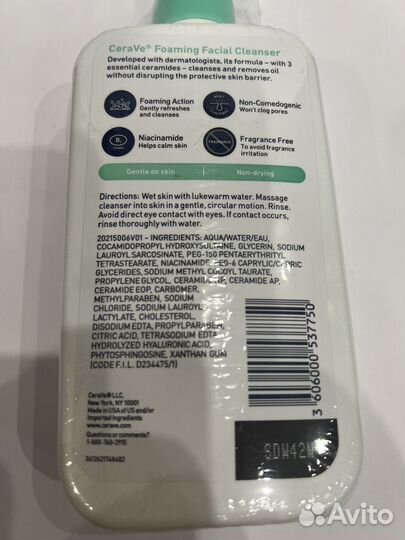 CeraVe® Foaming Facial Cleanser
Developed with dermatologists, its formula – with 3
essential ceramides – cleanses and removes oil
without disrupting the protective skin barrier.
Foaming Action
Gently refreshes
and cleanses
Non-Comedogenic
Won't clog pores
Niacinamide
Helps calm skin
FRAGRANCE
Fragrance Free
To avoid fragrance
irritation
Gentle on skin
Non-drying
Directions: Wet skin with lukewarm water. Massage
cleanser into skin in a gentle, circular motion. Rinse.
Avoid direct eye contact with eyes. If contact occurs,
rinse thoroughly with water.
20215006V01 - INGREDIENTS: AQUA/WATER/EAU,
COCAMIDOPROPYL HYDROXYSULTAINE, GLYCERIN, SODIUM
LAUROYL SARCOSINATE, PEG-150 PENTAERYTHRITYL
TETRASTEARATE, NIACINAMIDE, PEG-6 CAPRYLIC/CAPRIC
GLYCERIDES, SODIUM METHYL COCOYL TAURATE,
PROPYLENE GLYCOL, CERAMIDE NP, CERAMIDE AP,
CERAMIDE EOP, CARBOMER,
METHYLPARABEN, SODIUM
CHLORIDE, SODIUM LAUROYL
LACTYLATE, CHOLESTEROL,
DISODIUM EDTA, PROPYLPARABEN,
CITRIC ACID, TETRASODIUM EDTA,
HYDROLYZED HYALURONIC ACID,
PHYTOSPHINGOSINE, XANTHAN GUM
(CODE F.I.L. D234475/1)
CeraVe® LLC,
New York, NY 10001
Made in USA of US and/or
Imported Ingredients
www.cerave.com
Questions or comments?
1-888-768-2915
3612621748482
3 606000 537750
SDW42W
Avito